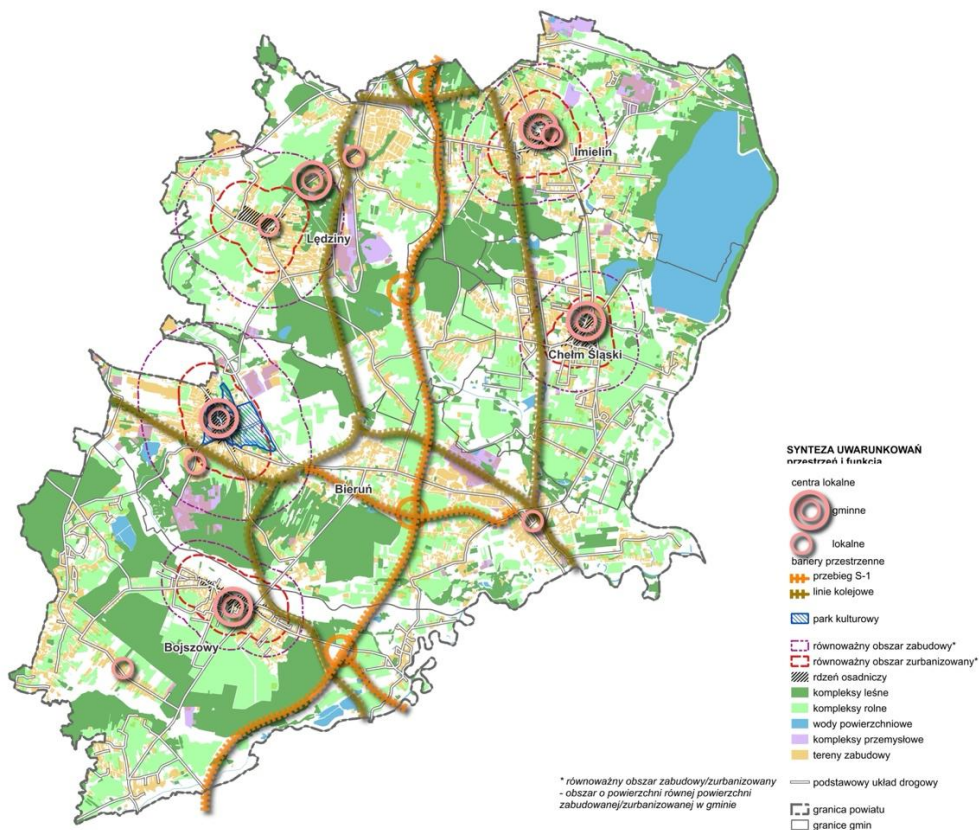 Imielin
Lędziny
Chełm Śląski
Bieruń
Bojszowy
SYNTEZA UWARUNKOWAŃ
przestrzeń i funkcja
centra lokalne
gminne
lokalne
bariery przestrzenne
przebieg S-1
linie kolejowe
park kulturowy
równoważny obszar zabudowy*
równoważny obszar zurbanizowany*
rdzeń osadniczy
kompleksy leśne
kompleksy rolne
wody powierzchniowe
kompleksy przemysłowe
tereny zabudowy
podstawowy układ drogowy
granica powiatu
granice gmin
* równoważny obszar zabudowy/zurbanizowany
- obszar o powierzchni równej powierzchni
zabudowanej/zurbanizowanej w gminie